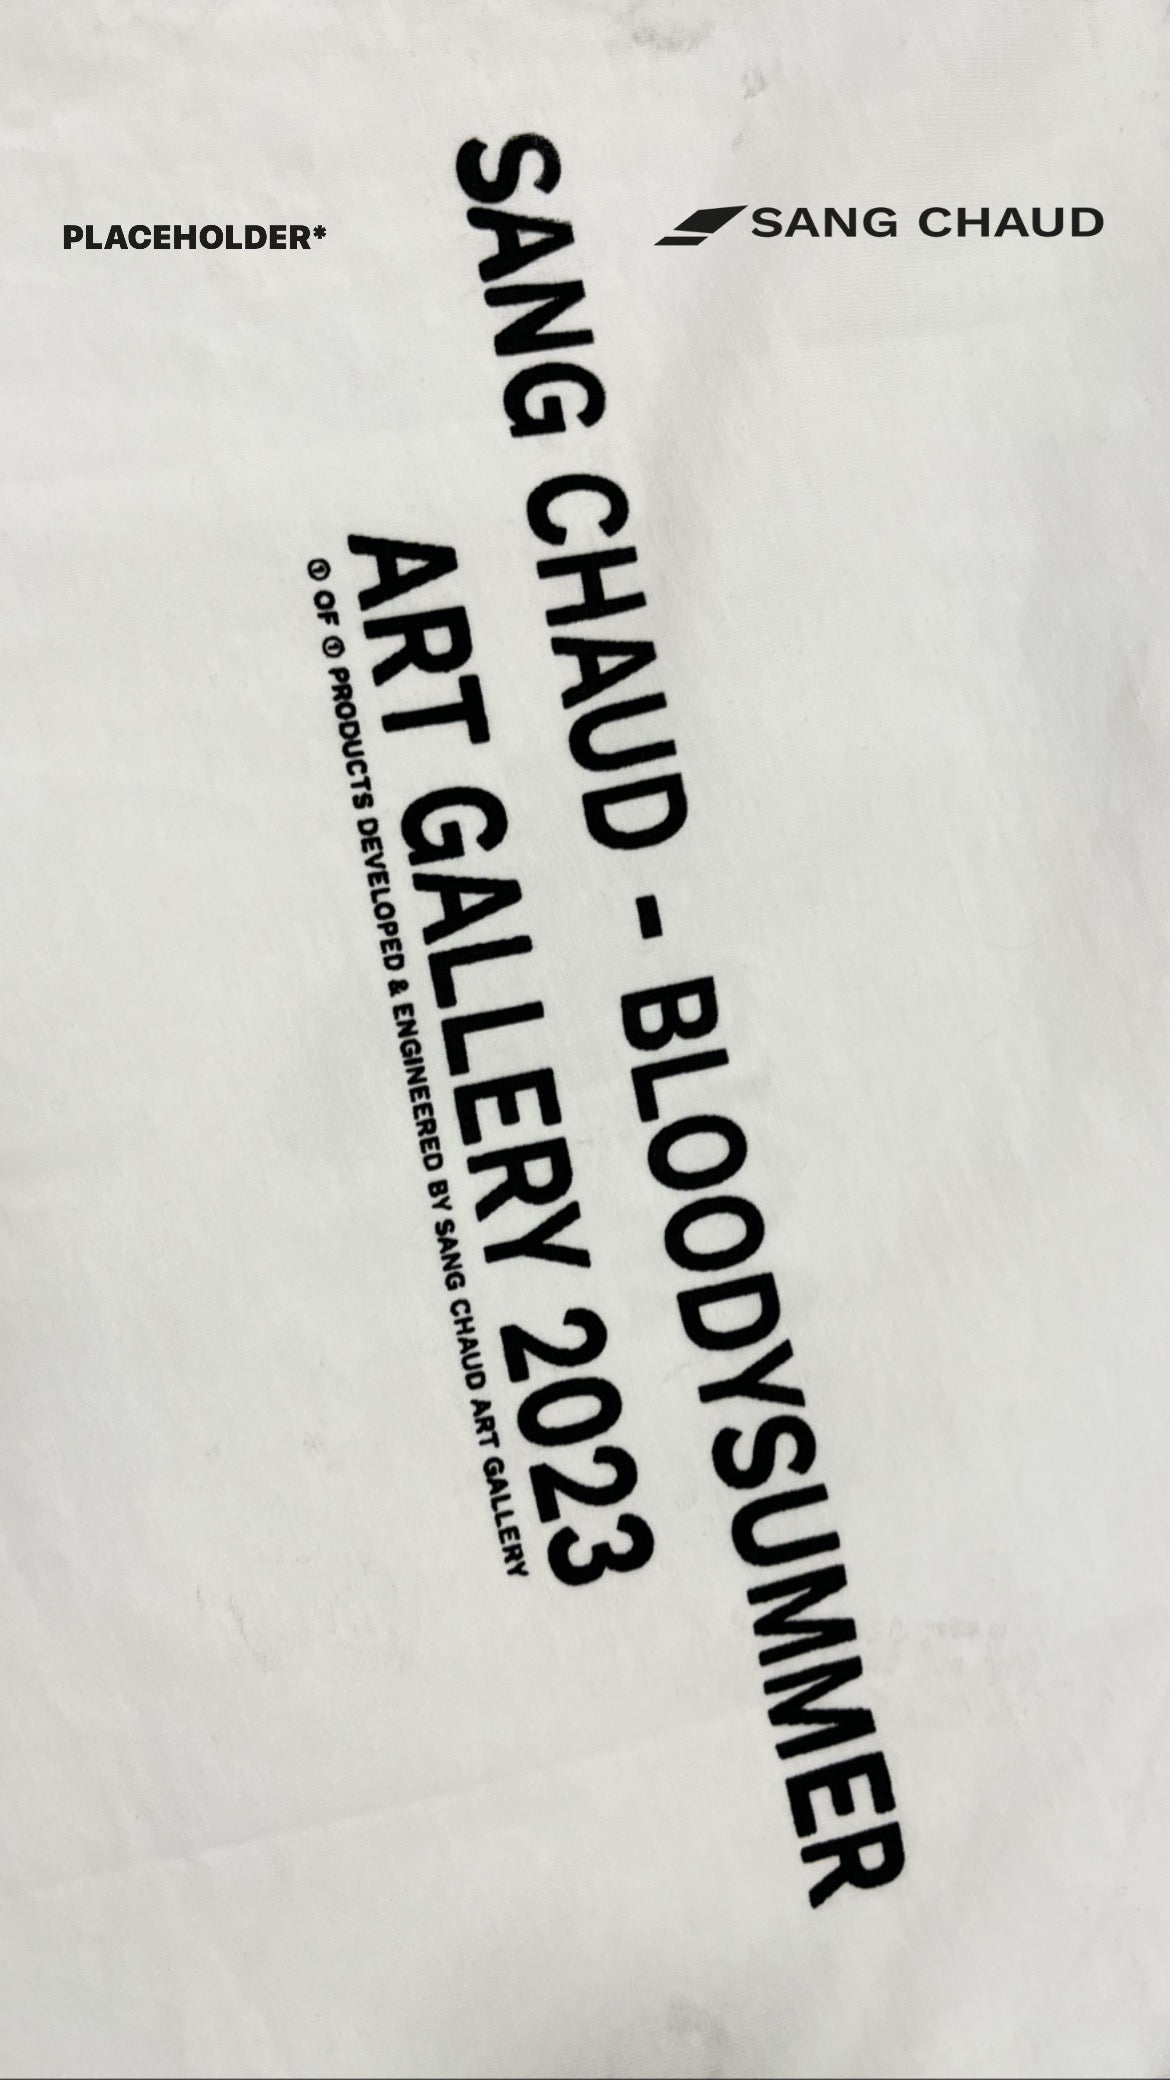 PLACEHOLDER*
SANG CHAUD
SANG CHAUD - BLOODYSUMMER
ART GALLERY 2023
① OF ① PRODUCTS DEVELOPED & ENGINEERED BY SANG CHAUD ART GALLERY